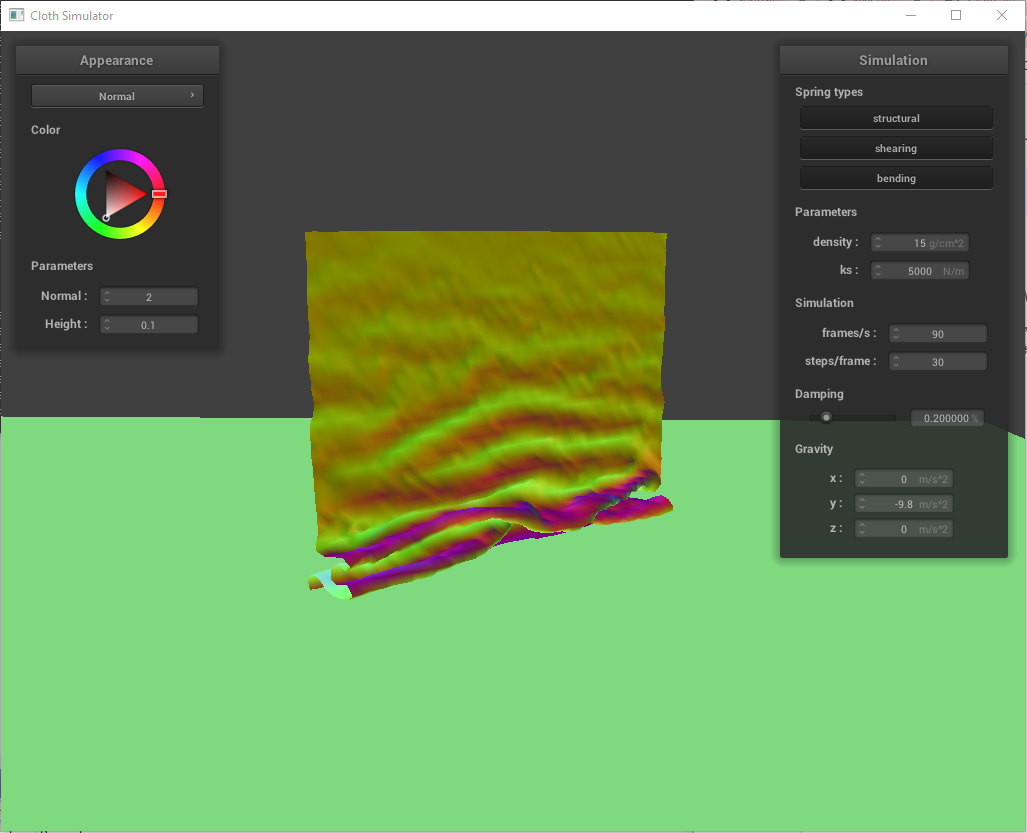 Cloth Simulator
Appearance
Normal
Color
Parameters
Normal : 2
Height : 0.1
Simulation
Spring types
structural
shearing
bending
Parameters
density : 15 g/cm^2
ks : 5000 N/m
Simulation
frames/s : 90
steps/frame : 30
Damping
0.200000 %
Gravity
x : 0 m/s^2
y : -9.8 m/s^2
z : 0 m/s^2